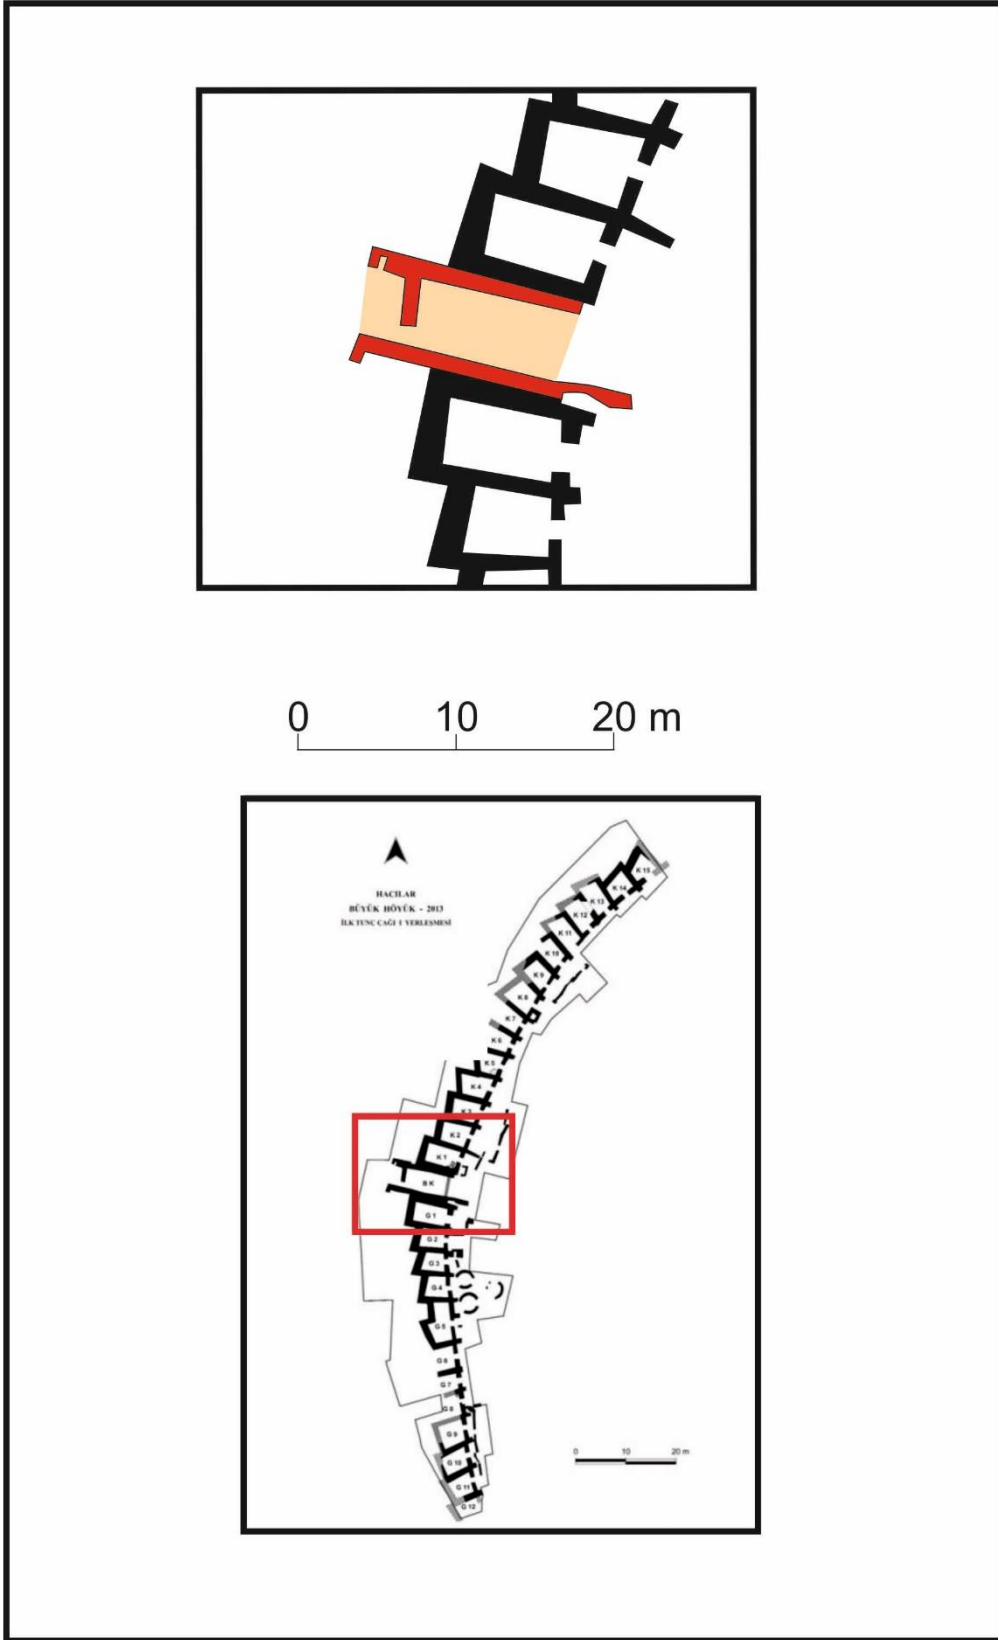 0 10 20 m
HACILAR
BÜYÜK HÖYÜK - 2013
İLK TUNÇ ÇAĞI I YERLEŞMESİ
K 15
K 14
K 13
K 12
K 11
K 10
K 9
K 8
K 7
K 6
K 5
K 4
K 3
K 2
K 1
B K
G 1
G 2
G 3
G 4
G 5
G 6
G 7
G 8
G 9
0 10 20 m
G 10
G 11
G 12